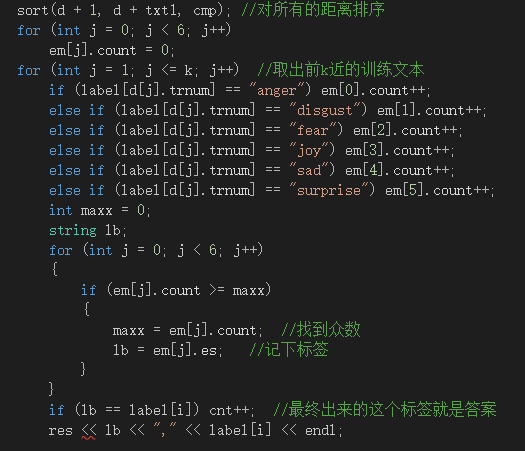 sort(d + 1, d + txt1, cmp); //对所有的距离排序
for (int j = 0; j < 6; j++)
    em[j].count = 0;
for (int j = 1; j <= k; j++)  //取出前k近的训练文本
    if (label[d[j].trnum] == "anger") em[0].count++;
    else if (label[d[j].trnum] == "disgust") em[1].count++;
    else if (label[d[j].trnum] == "fear") em[2].count++;
    else if (label[d[j].trnum] == "joy") em[3].count++;
    else if (label[d[j].trnum] == "sad") em[4].count++;
    else if (label[d[j].trnum] == "surprise") em[5].count++;
    int maxx = 0;
    string lb;
    for (int j = 0; j < 6; j++)
    {
        if (em[j].count >= maxx)
        {
            maxx = em[j].count;  //找到众数
            lb = em[j].es;   //记下标签
        }
    }
    if (lb == label[i]) cnt++;  //最终出来的这个标签就是答案
    res << lb << "," << label[i] << endl;